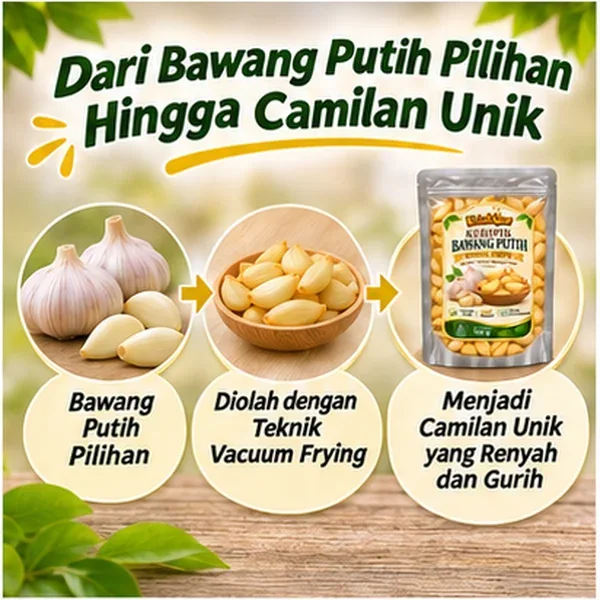 Dari Bawang Putih Pilihan
Hingga Camilan Unik
BAWANG PUTIH
Bawang
Putih
Pilihan
Diolah dengan
Teknik
Vacuum Frying
Menjadi
Camilan Unik
yang Renyah
dan Gurih